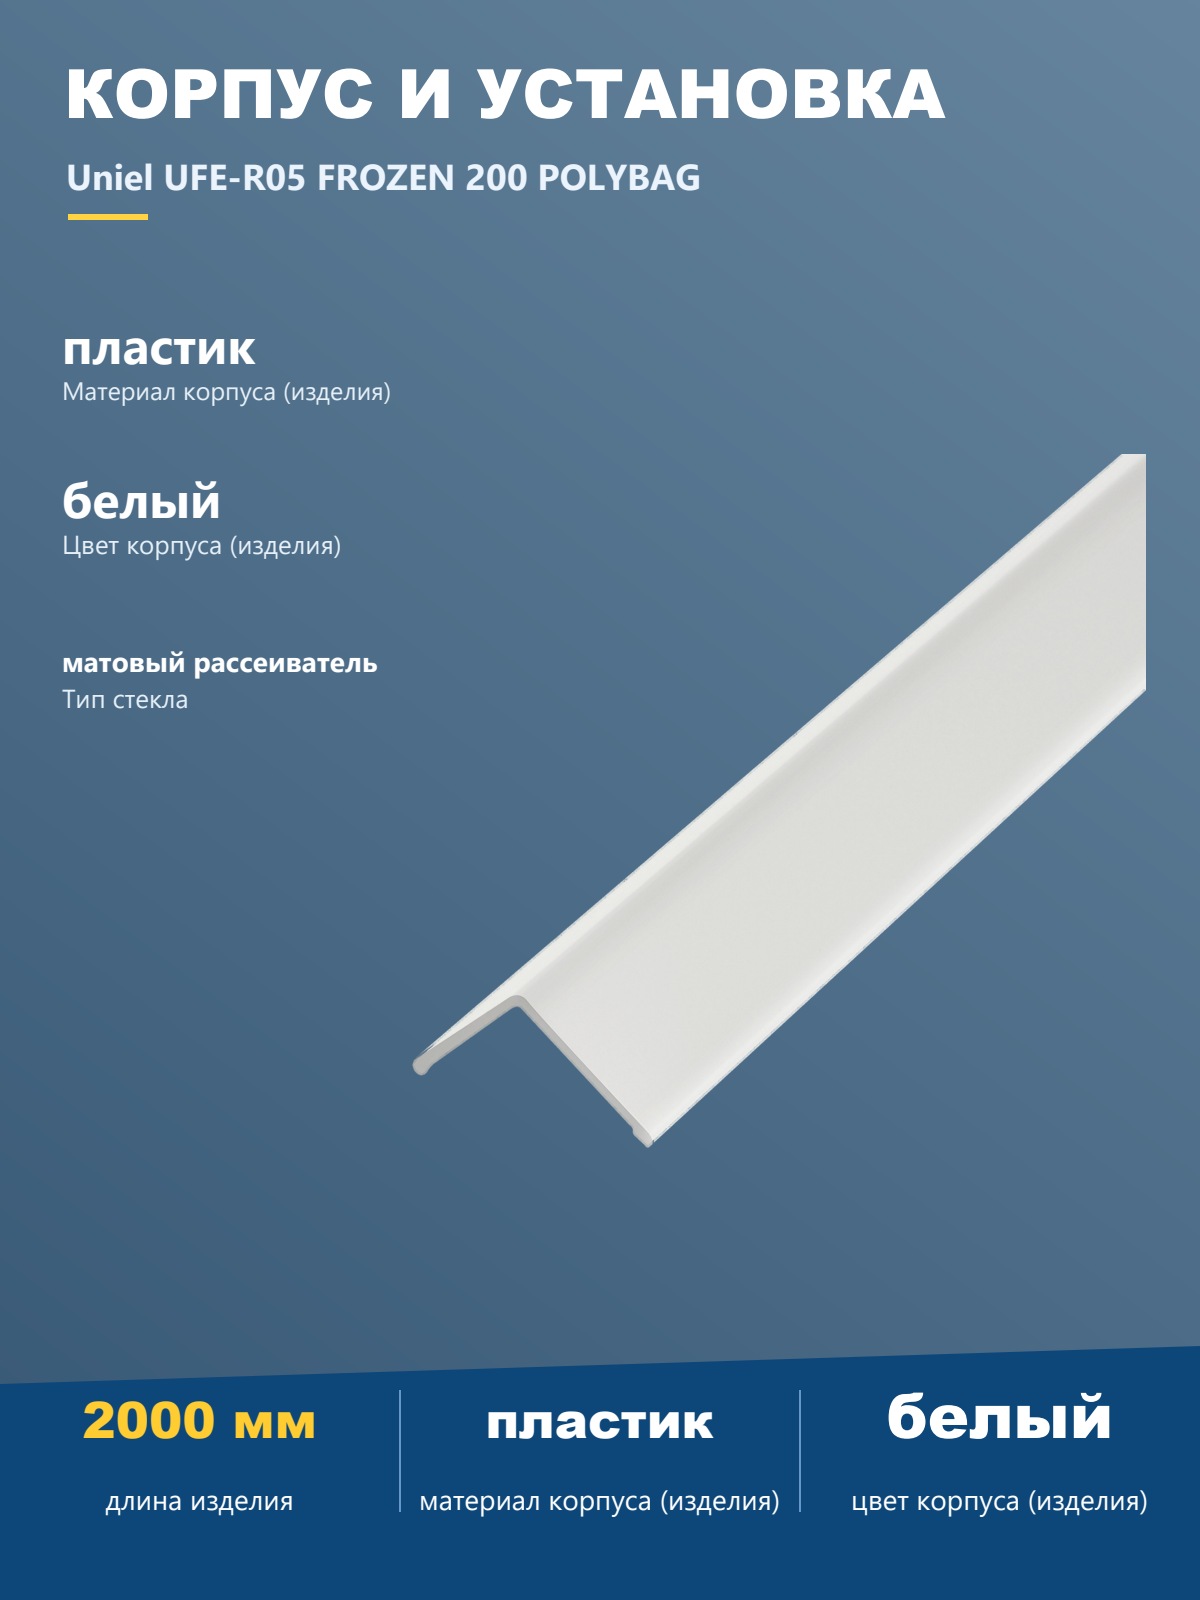 КОРПУС И УСТАНОВКА
Uniel UFE-R05 FROZEN 200 POLYBAG
пластик
Материал корпуса (изделия)
белый
Цвет корпуса (изделия)
матовый рассеиватель
Тип стекла
2000 мм
длина изделия
пластик
материал корпуса (изделия)
белый
цвет корпуса (изделия)